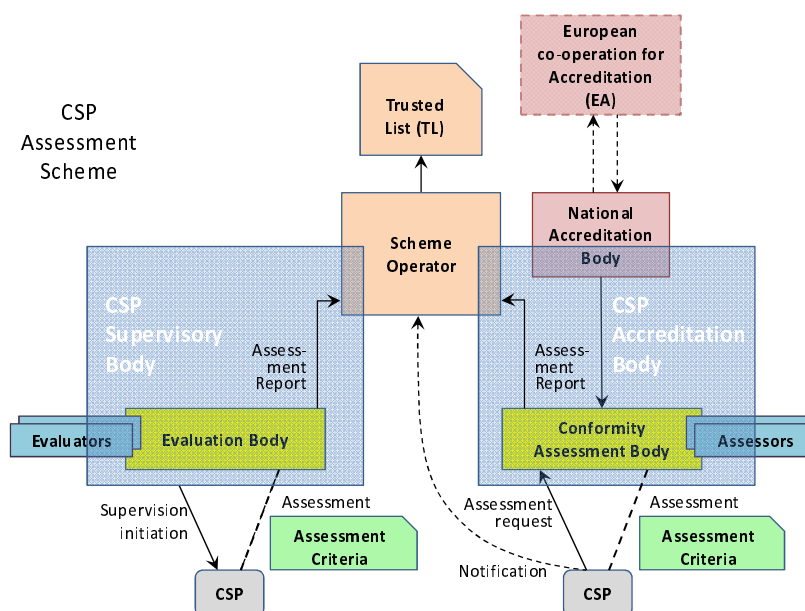 CSP
Assessment
Scheme
Trusted
List (TL)
European
co-operation for
Accreditation
(EA)
Scheme
Operator
National
Accreditation
Body
CSP
Supervisory
Body
CSP
Accreditation
Body
Assess-
ment
Report
Assess-
ment
Report
Evaluators
Evaluation Body
Conformity
Assessment Body
Assessors
Supervision
initiation
Assessment
Assessment
Criteria
CSP
Assessment
request
Notification
Assessment
Assessment
Criteria
CSP